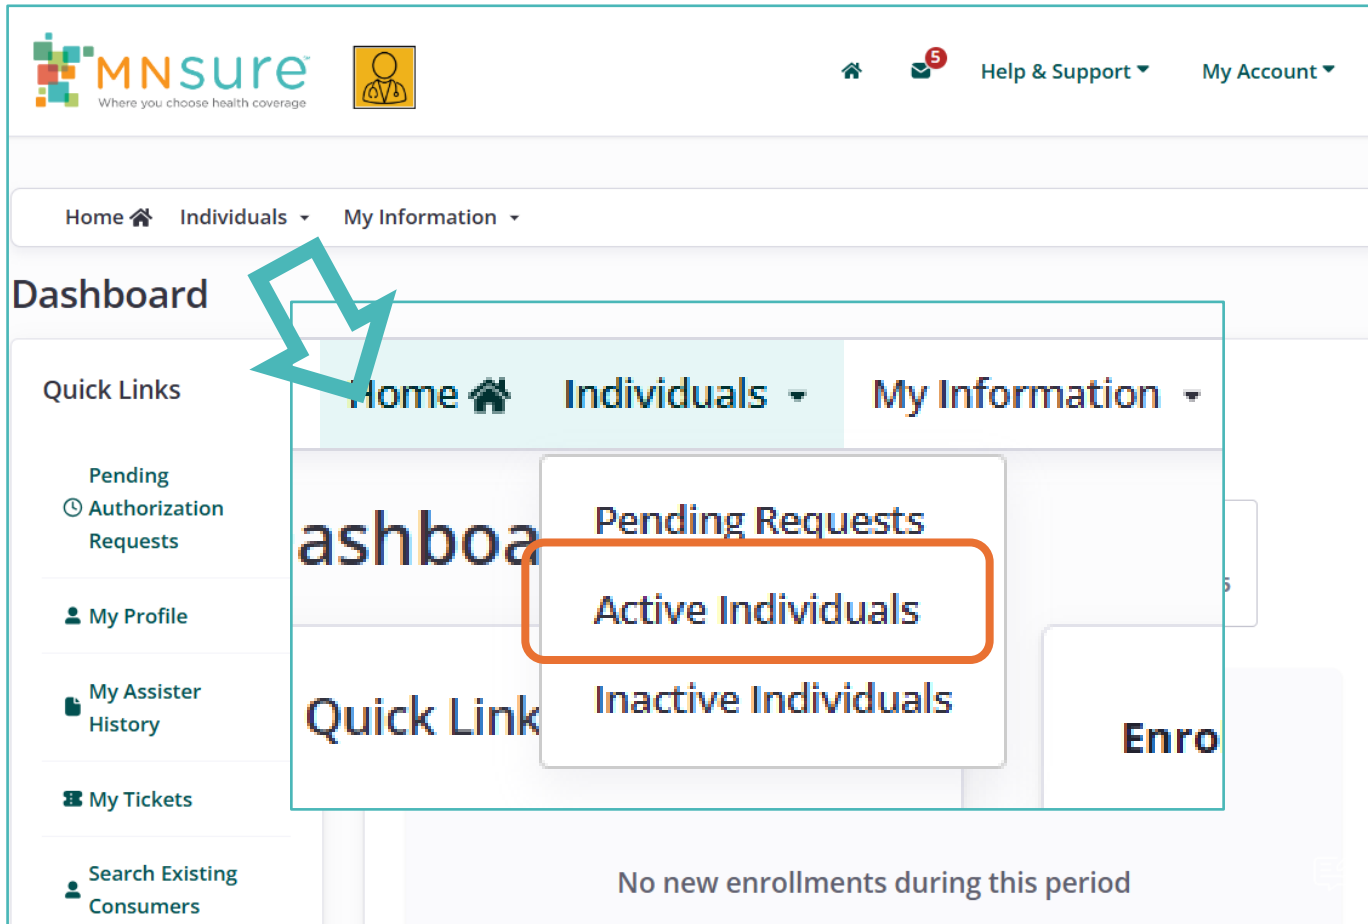 MNsure™
Where you choose health coverage
5
Help & Support
My Account
Home
Individuals
My Information
Dashboard
Quick Links
Pending
Authorization
Requests
My Profile
My Assister
History
My Tickets
Search Existing
Consumers
Home
Individuals
My Information
ashboa
Pending Requests
Active Individuals
Inactive Individuals
Quick Link
Enro
No new enrollments during this period